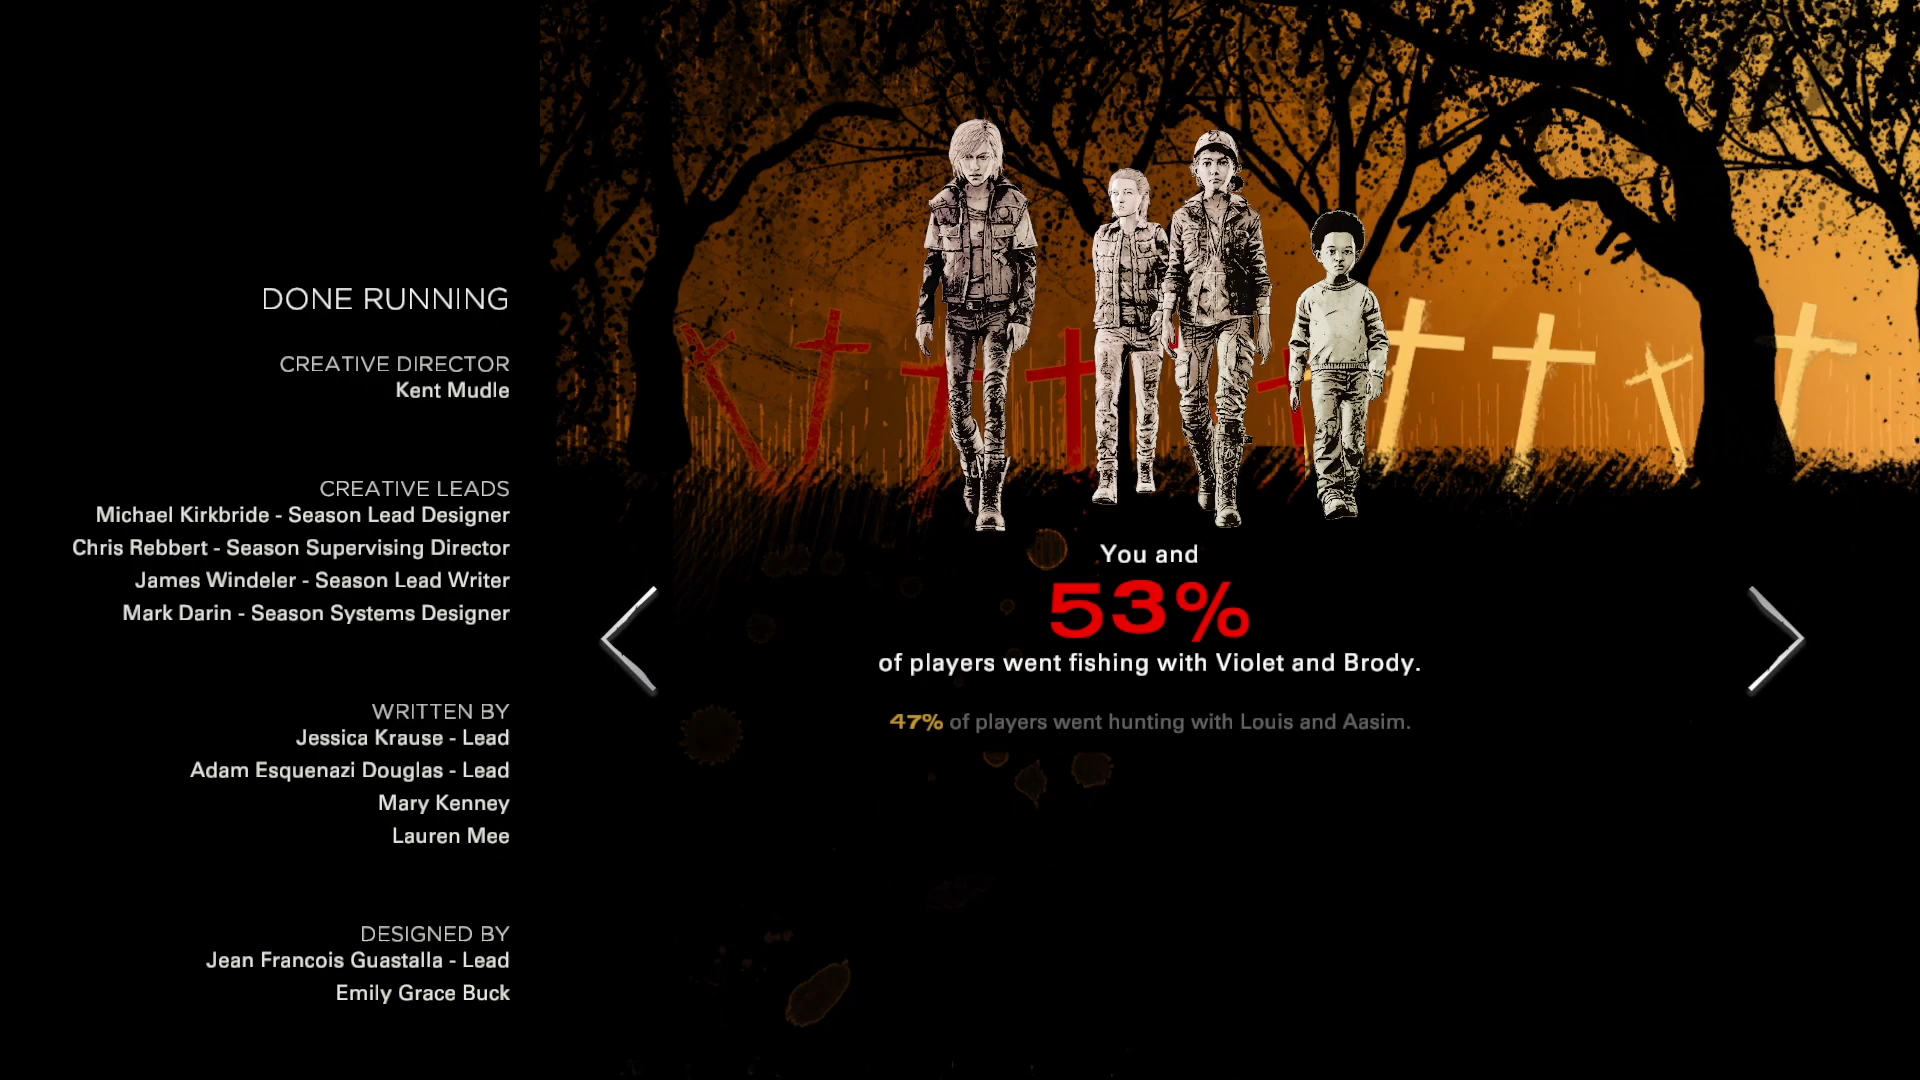 DONE RUNNING
CREATIVE DIRECTOR
Kent Mudle
CREATIVE LEADS
Michael Kirkbride - Season Lead Designer
Chris Rebbert - Season Supervising Director
James Windeler - Season Lead Writer
Mark Darin - Season Systems Designer
WRITTEN BY
Jessica Krause - Lead
Adam Esquenazi Douglas - Lead
Mary Kenney
Lauren Mee
DESIGNED BY
Jean Francois Guastalla - Lead
Emily Grace Buck
You and
53%
of players went fishing with Violet and Brody.
47% of players went hunting with Louis and Aasim.